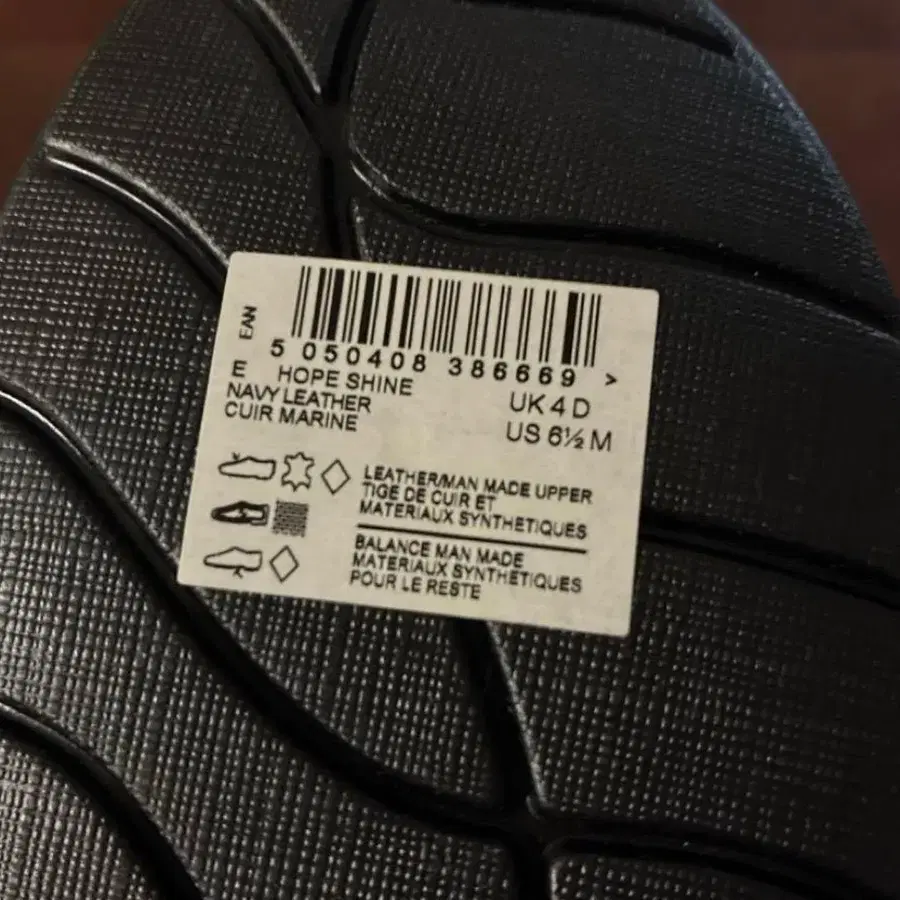 EAN
5 050408 386669 >
E HOPE SHINE
UK 4 D
NAVY LEATHER
US 6½ M
CUIR MARINE
LEATHER/MAN MADE UPPER
TIGE DE CUIR ET
MATERIAUX SYNTHETIQUES
BALANCE MAN MADE
MATERIAUX SYNTHETIQUES
POUR LE RESTE